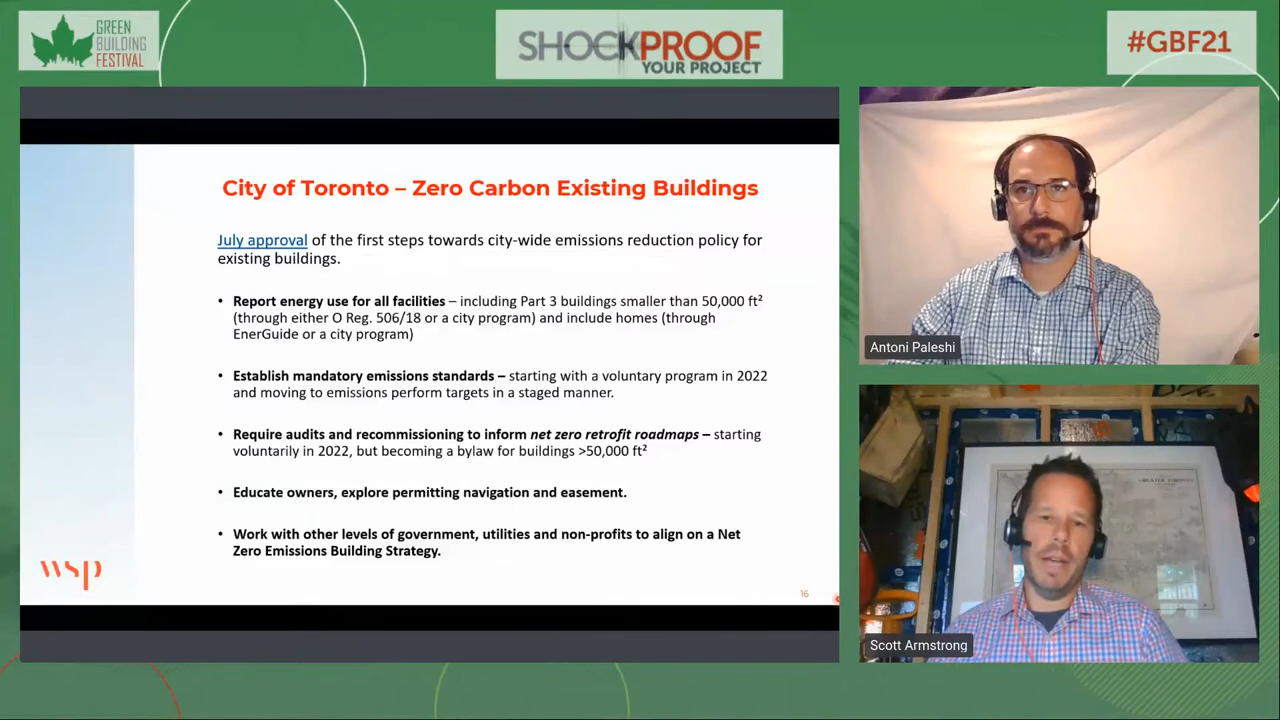 GREEN
BUILDING
FESTIVAL
SHOCKPROOF
YOUR PROJECT
#GBF21
City of Toronto – Zero Carbon Existing Buildings
July approval of the first steps towards city-wide emissions reduction policy for
existing buildings.
• Report energy use for all facilities – including Part 3 buildings smaller than 50,000 ft²
(through either O Reg. 506/18 or a city program) and include homes (through
EnerGuide or a city program)
• Establish mandatory emissions standards – starting with a voluntary program in 2022
and moving to emissions perform targets in a staged manner.
• Require audits and recommissioning to inform net zero retrofit roadmaps – starting
voluntarily in 2022, but becoming a bylaw for buildings >50,000 ft²
• Educate owners, explore permitting navigation and easement.
• Work with other levels of government, utilities and non-profits to align on a Net
Zero Emissions Building Strategy.
wsp
16
Antoni Paleshi
GREATER TORONTO
Scott Armstrong